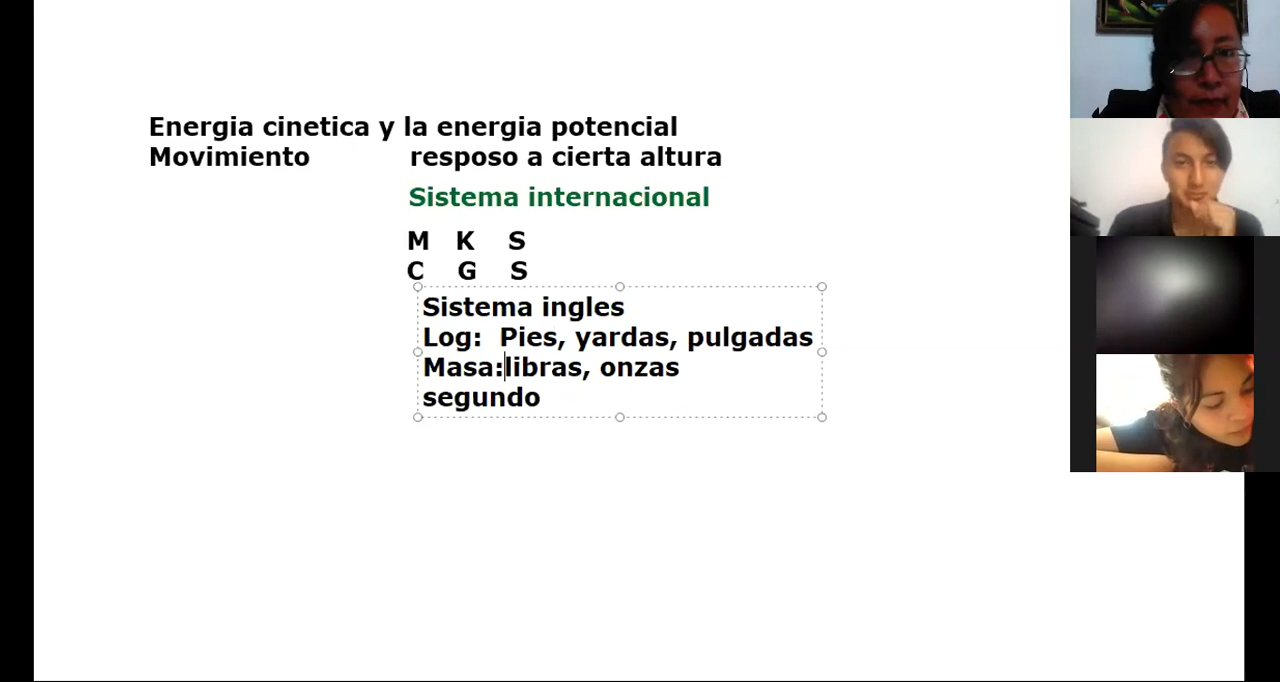 Energia cinetica y la energia potencial
Movimiento resposo a cierta altura
Sistema internacional
M K S
C G S
Sistema ingles
Log: Pies, yardas, pulgadas
Masa:libras, onzas
segundo